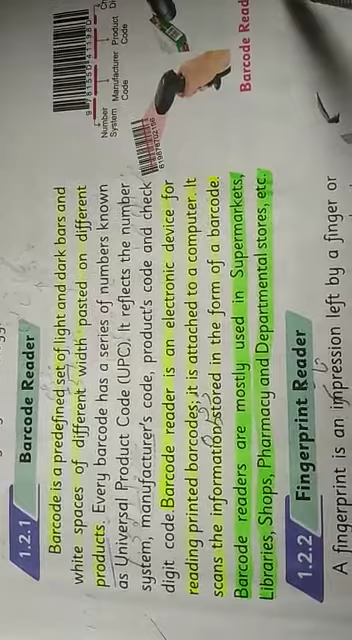 1.2.1 Barcode Reader
Barcode is a predefined set of light and dark bars and
white spaces of different width pasted on different
products. Every barcode has a series of numbers known
as Universal Product Code (UPC). It reflects the number
system, manufacturer's code, product's code and check
digit code. Barcode reader is an electronic device for
reading printed barcodes; it is attached to a computer. It
scans the information stored in the form of a barcode.
Barcode readers are mostly used in Supermarkets,
Libraries, Shops, Pharmacy and Departmental stores, etc.
Number
System
Manufacturer
Code
Product
Code
Barcode Read
1.2.2 Fingerprint Reader
A fingerprint is an impression left by a finger or